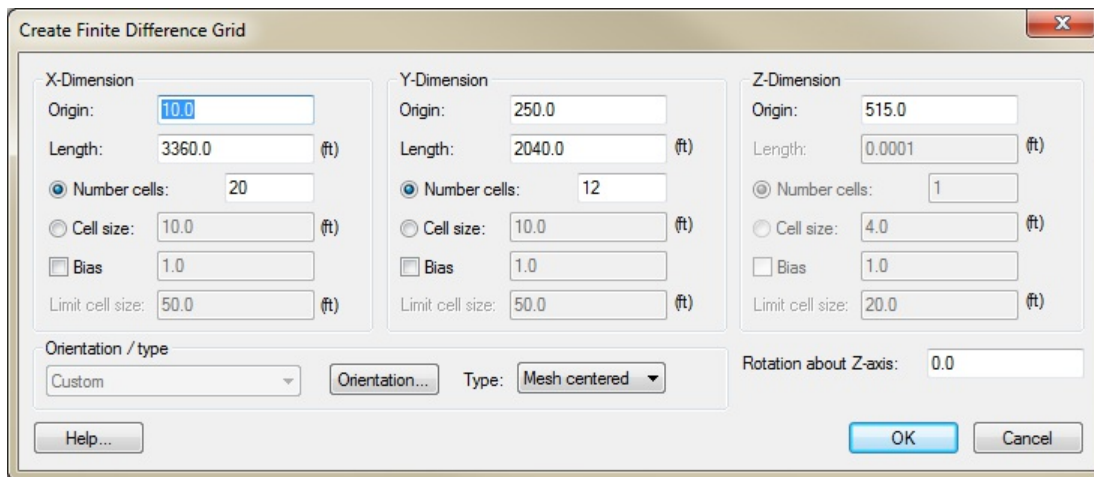 Create Finite Difference Grid
X-Dimension
Origin: 10.0
Length: 3360.0 (ft)
Number cells: 20
Cell size: 10.0 (ft)
Bias 1.0
Limit cell size: 50.0 (ft)
Y-Dimension
Origin: 250.0
Length: 2040.0 (ft)
Number cells: 12
Cell size: 10.0 (ft)
Bias 1.0
Limit cell size: 50.0 (ft)
Z-Dimension
Origin: 515.0
Length: 0.0001 (ft)
Number cells: 1
Cell size: 4.0 (ft)
Bias 1.0
Limit cell size: 20.0 (ft)
Orientation / type
Custom Orientation... Type: Mesh centered
Rotation about Z-axis: 0.0
Help... OK Cancel